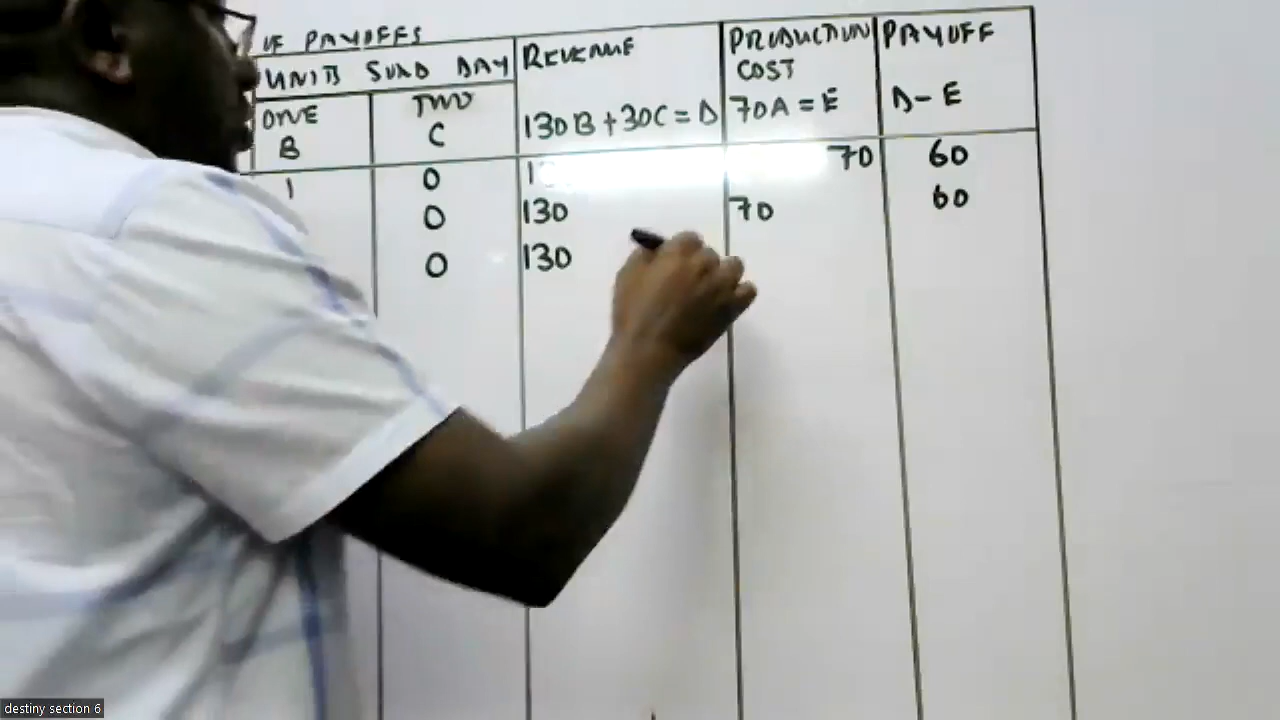 OF PAYOFFS
UNITS SOLD DAY
REVENUE
PRODUCTION COST
PAYOFF
ONE
TWO
B
C
130B + 30C = D
70A = E
D - E
1 0 70 60
0 130 70 60
0 130
destiny section 6